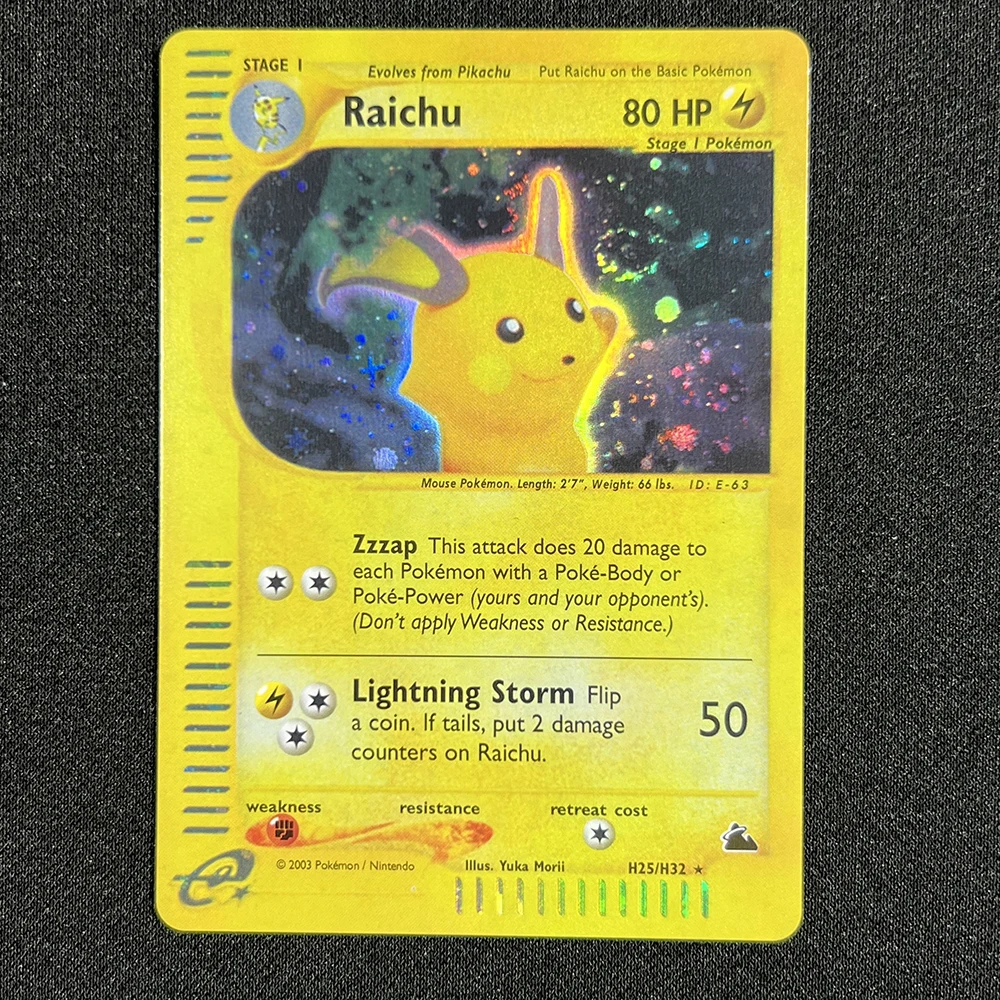 STAGE 1
Evolves from Pikachu Put Raichu on the Basic Pokémon
Raichu 80 HP
Stage 1 Pokémon
Mouse Pokémon. Length: 2'7", Weight: 66 lbs. ID: E-63
Zzzap This attack does 20 damage to
each Pokémon with a Poké-Body or
Poké-Power (yours and your opponent's).
(Don't apply Weakness or Resistance.)
Lightning Storm Flip
a coin. If tails, put 2 damage
counters on Raichu.
50
weakness resistance retreat cost
© 2003 Pokémon / Nintendo Illus. Yuka Morii H25/H32 ★
e